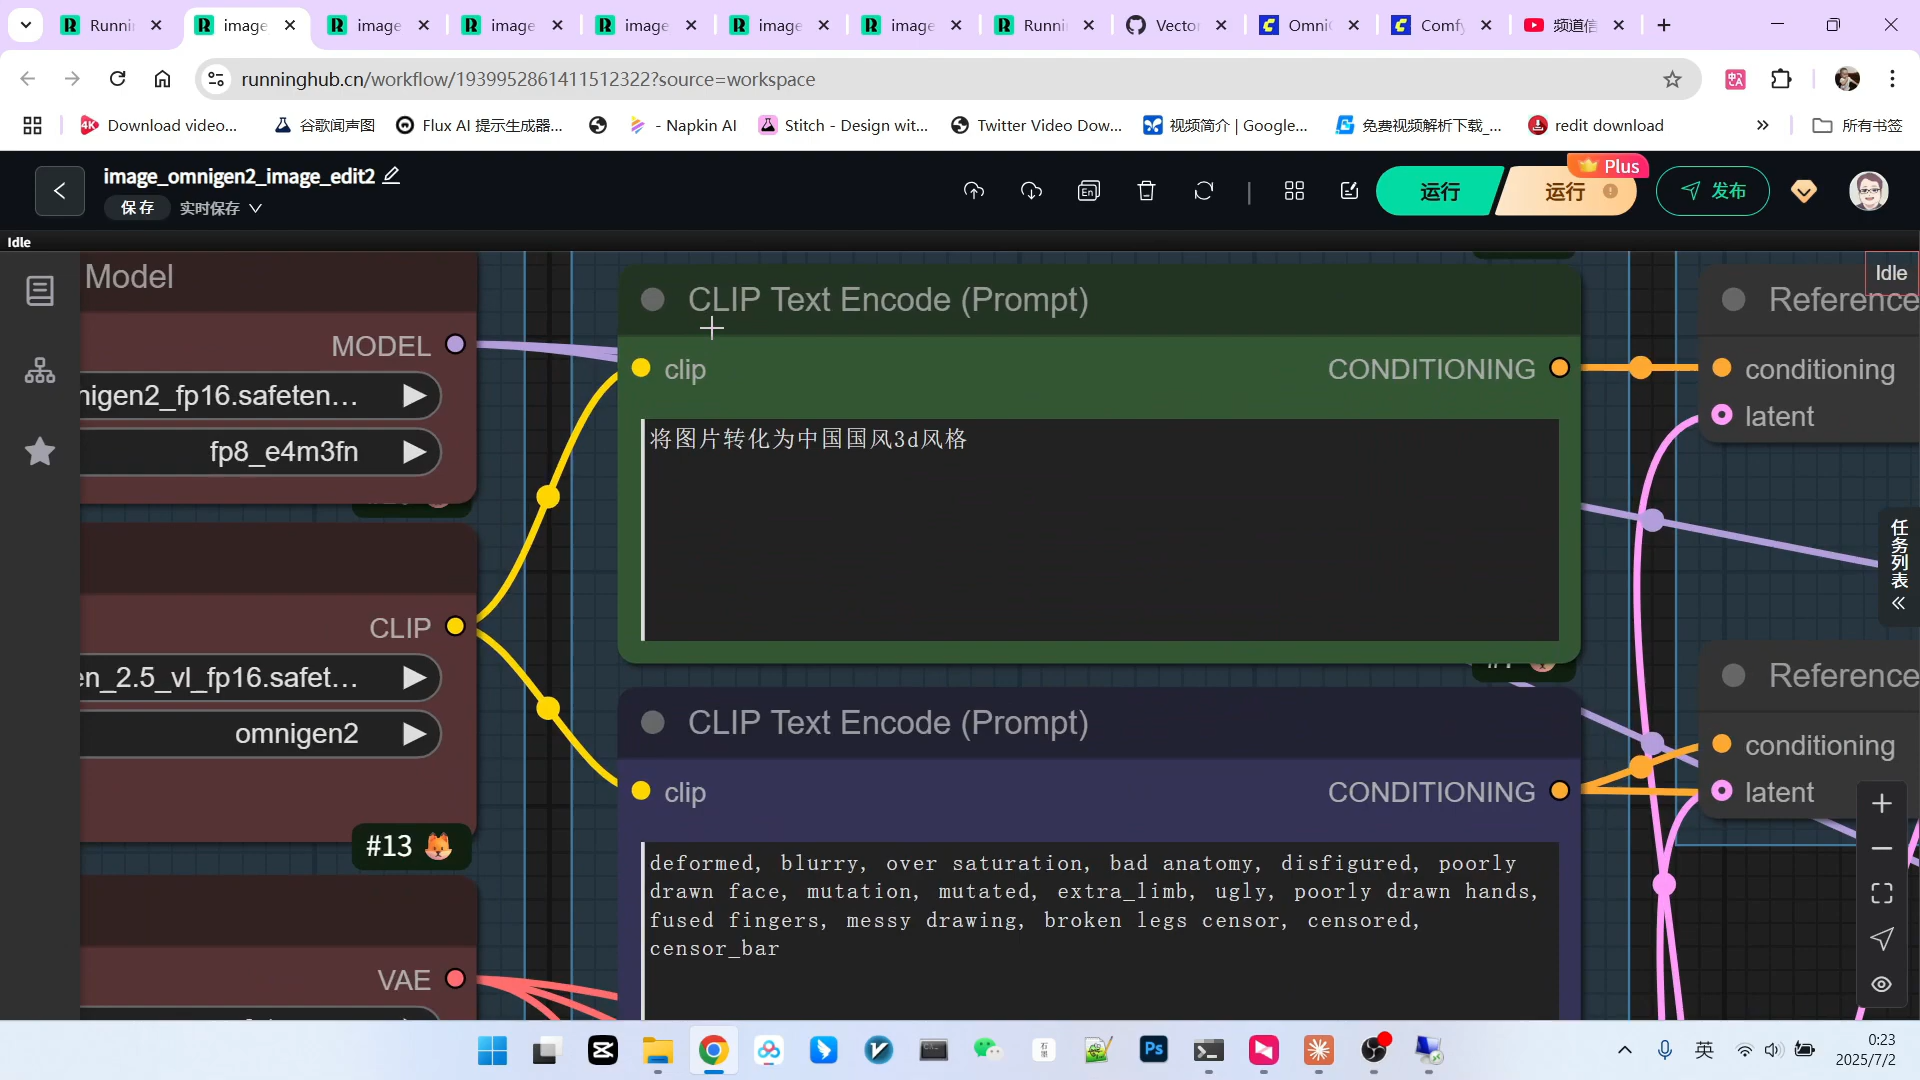 Runnin
image
image
image
image
image
image
Runnin
Vector
OmniG
Comfy
频道信
runninghub.cn/workflow/1939952861411512322?source=workspace
Download video...
谷歌闻声图
Flux AI 提示生成器...
- Napkin AI
Stitch - Design wit...
Twitter Video Dow...
视频简介 | Google...
免费视频解析下载_...
redit download
所有书签
image_omnigen2_image_edit2
保存
实时保存
运行
运行
Plus
发布
Idle
Idle
Model
MODEL
nigen2_fp16.safeten...
fp8_e4m3fn
CLIP
en_2.5_vl_fp16.safet...
omnigen2
#13
VAE
CLIP Text Encode (Prompt)
clip
CONDITIONING
将图片转化为中国国风3d风格
CLIP Text Encode (Prompt)
clip
CONDITIONING
deformed, blurry, over saturation, bad anatomy, disfigured, poorly
drawn face, mutation, mutated, extra_limb, ugly, poorly drawn hands,
fused fingers, messy drawing, broken legs censor, censored,
censor_bar
Reference
conditioning
latent
Reference
conditioning
latent
任务列表
英
0:23
2025/7/2